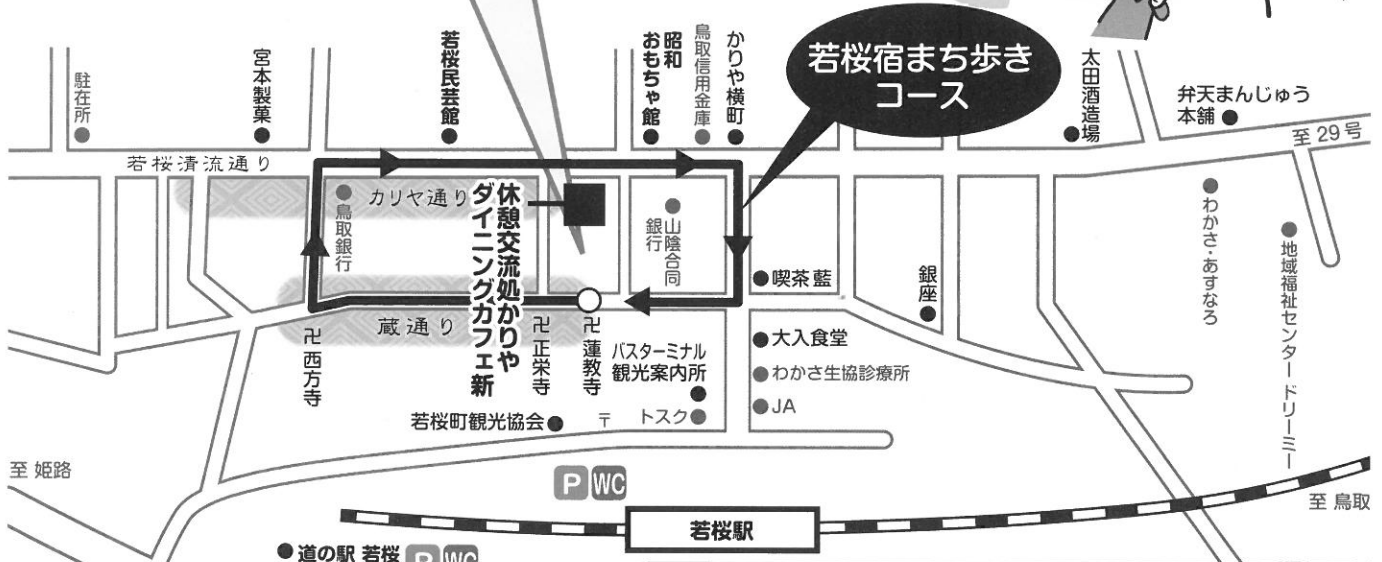 若桜宿まち歩き
コース
駐在所
宮本製菓
若桜民芸館
昭和
おもちゃ館
鳥取信用金庫
かりや横町
太田酒造場
弁天まんじゅう
本舗
至 29号
若桜清流通り
カリヤ通り
鳥取銀行
休憩交流処かりや
ダイニングカフェ新
山陰合同
銀行
喫茶 藍
銀座
わかさ・あすなろ
地域福祉センター ドリーミー
蔵通り
卍 西方寺
卍 正栄寺
卍 蓮教寺
バスターミナル
観光案内所
大入食堂
わかさ生協診療所
JA
トスク
〒
若桜町観光協会
至 姫路
P WC
若桜駅
至 鳥取
道の駅 若桜
P WC